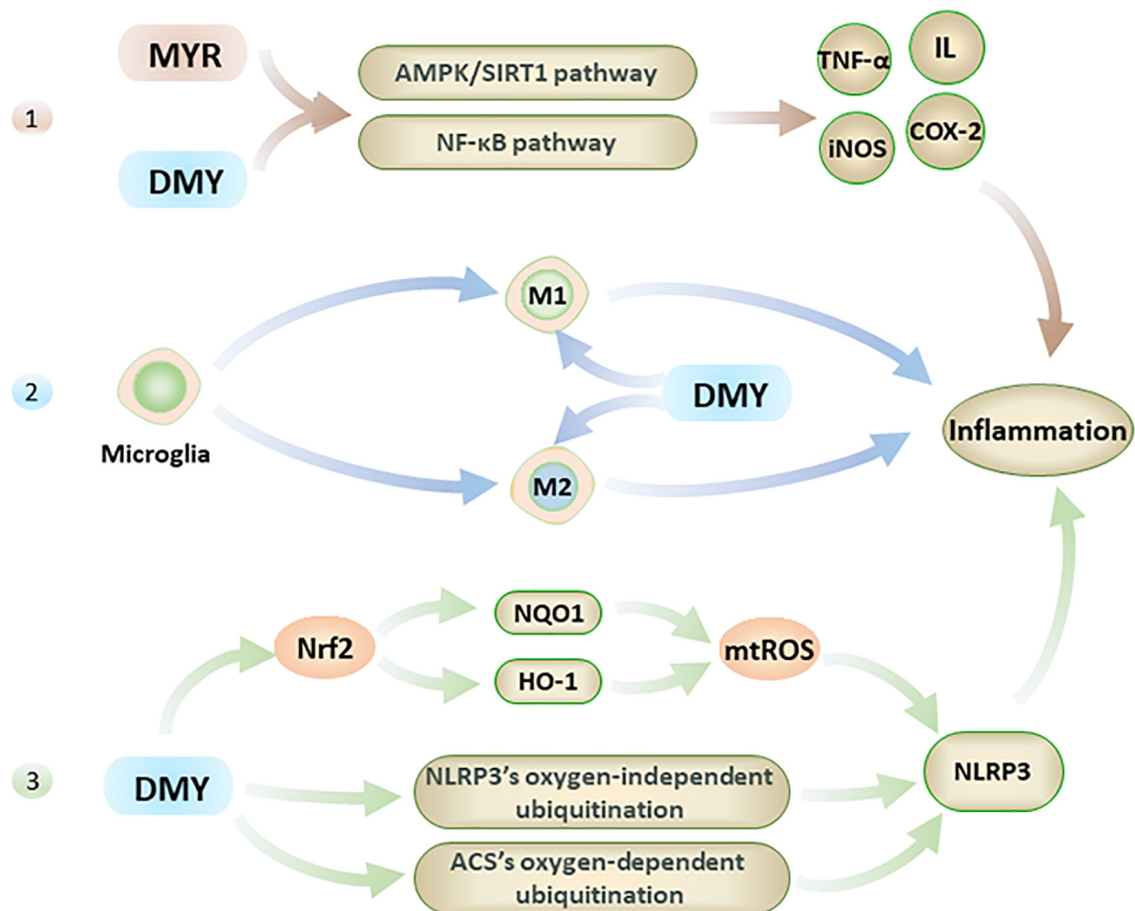 MYR
DMY
1
AMPK/SIRT1 pathway
NF-κB pathway
TNF-α
IL
iNOS
COX-2
2
Microglia
M1
M2
DMY
Inflammation
3
DMY
Nrf2
NQO1
HO-1
mtROS
NLRP3's oxygen-independent
ubiquitination
ACS's oxygen-dependent
ubiquitination
NLRP3